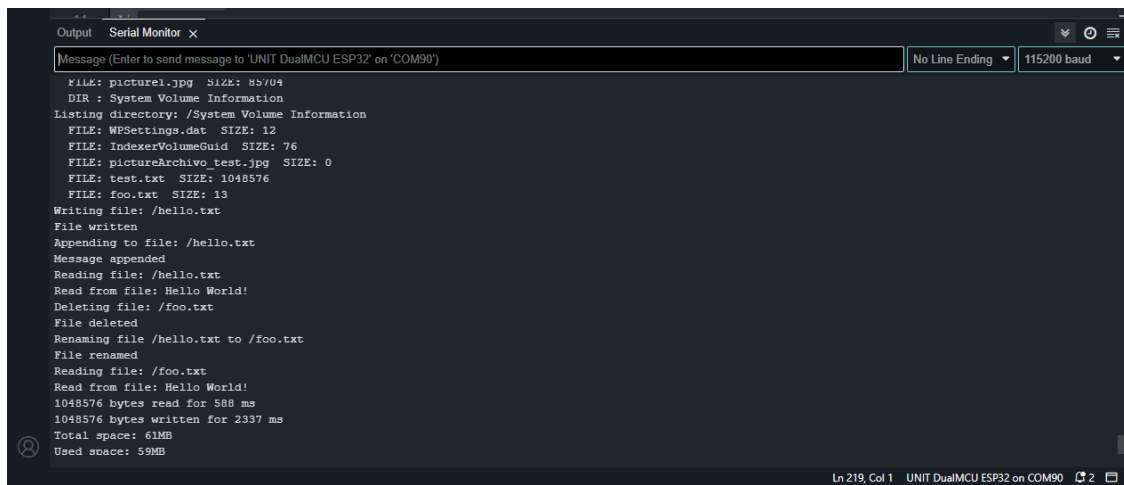 Output Serial Monitor ×
Message (Enter to send message to 'UNIT DualMCU ESP32' on 'COM90') No Line Ending 115200 baud
FILE: picture1.jpg SIZE: 85704
DIR : System Volume Information
Listing directory: /System Volume Information
FILE: WPSettings.dat SIZE: 12
FILE: IndexerVolumeGuid SIZE: 76
FILE: pictureArchivo_test.jpg SIZE: 0
FILE: test.txt SIZE: 1048576
FILE: foo.txt SIZE: 13
Writing file: /hello.txt
File written
Appending to file: /hello.txt
Message appended
Reading file: /hello.txt
Read from file: Hello World!
Deleting file: /foo.txt
File deleted
Renaming file /hello.txt to /foo.txt
File renamed
Reading file: /foo.txt
Read from file: Hello World!
1048576 bytes read for 588 ms
1048576 bytes written for 2337 ms
Total space: 61MB
Used space: 59MB
Ln 219, Col 1 UNIT DualMCU ESP32 on COM90 2